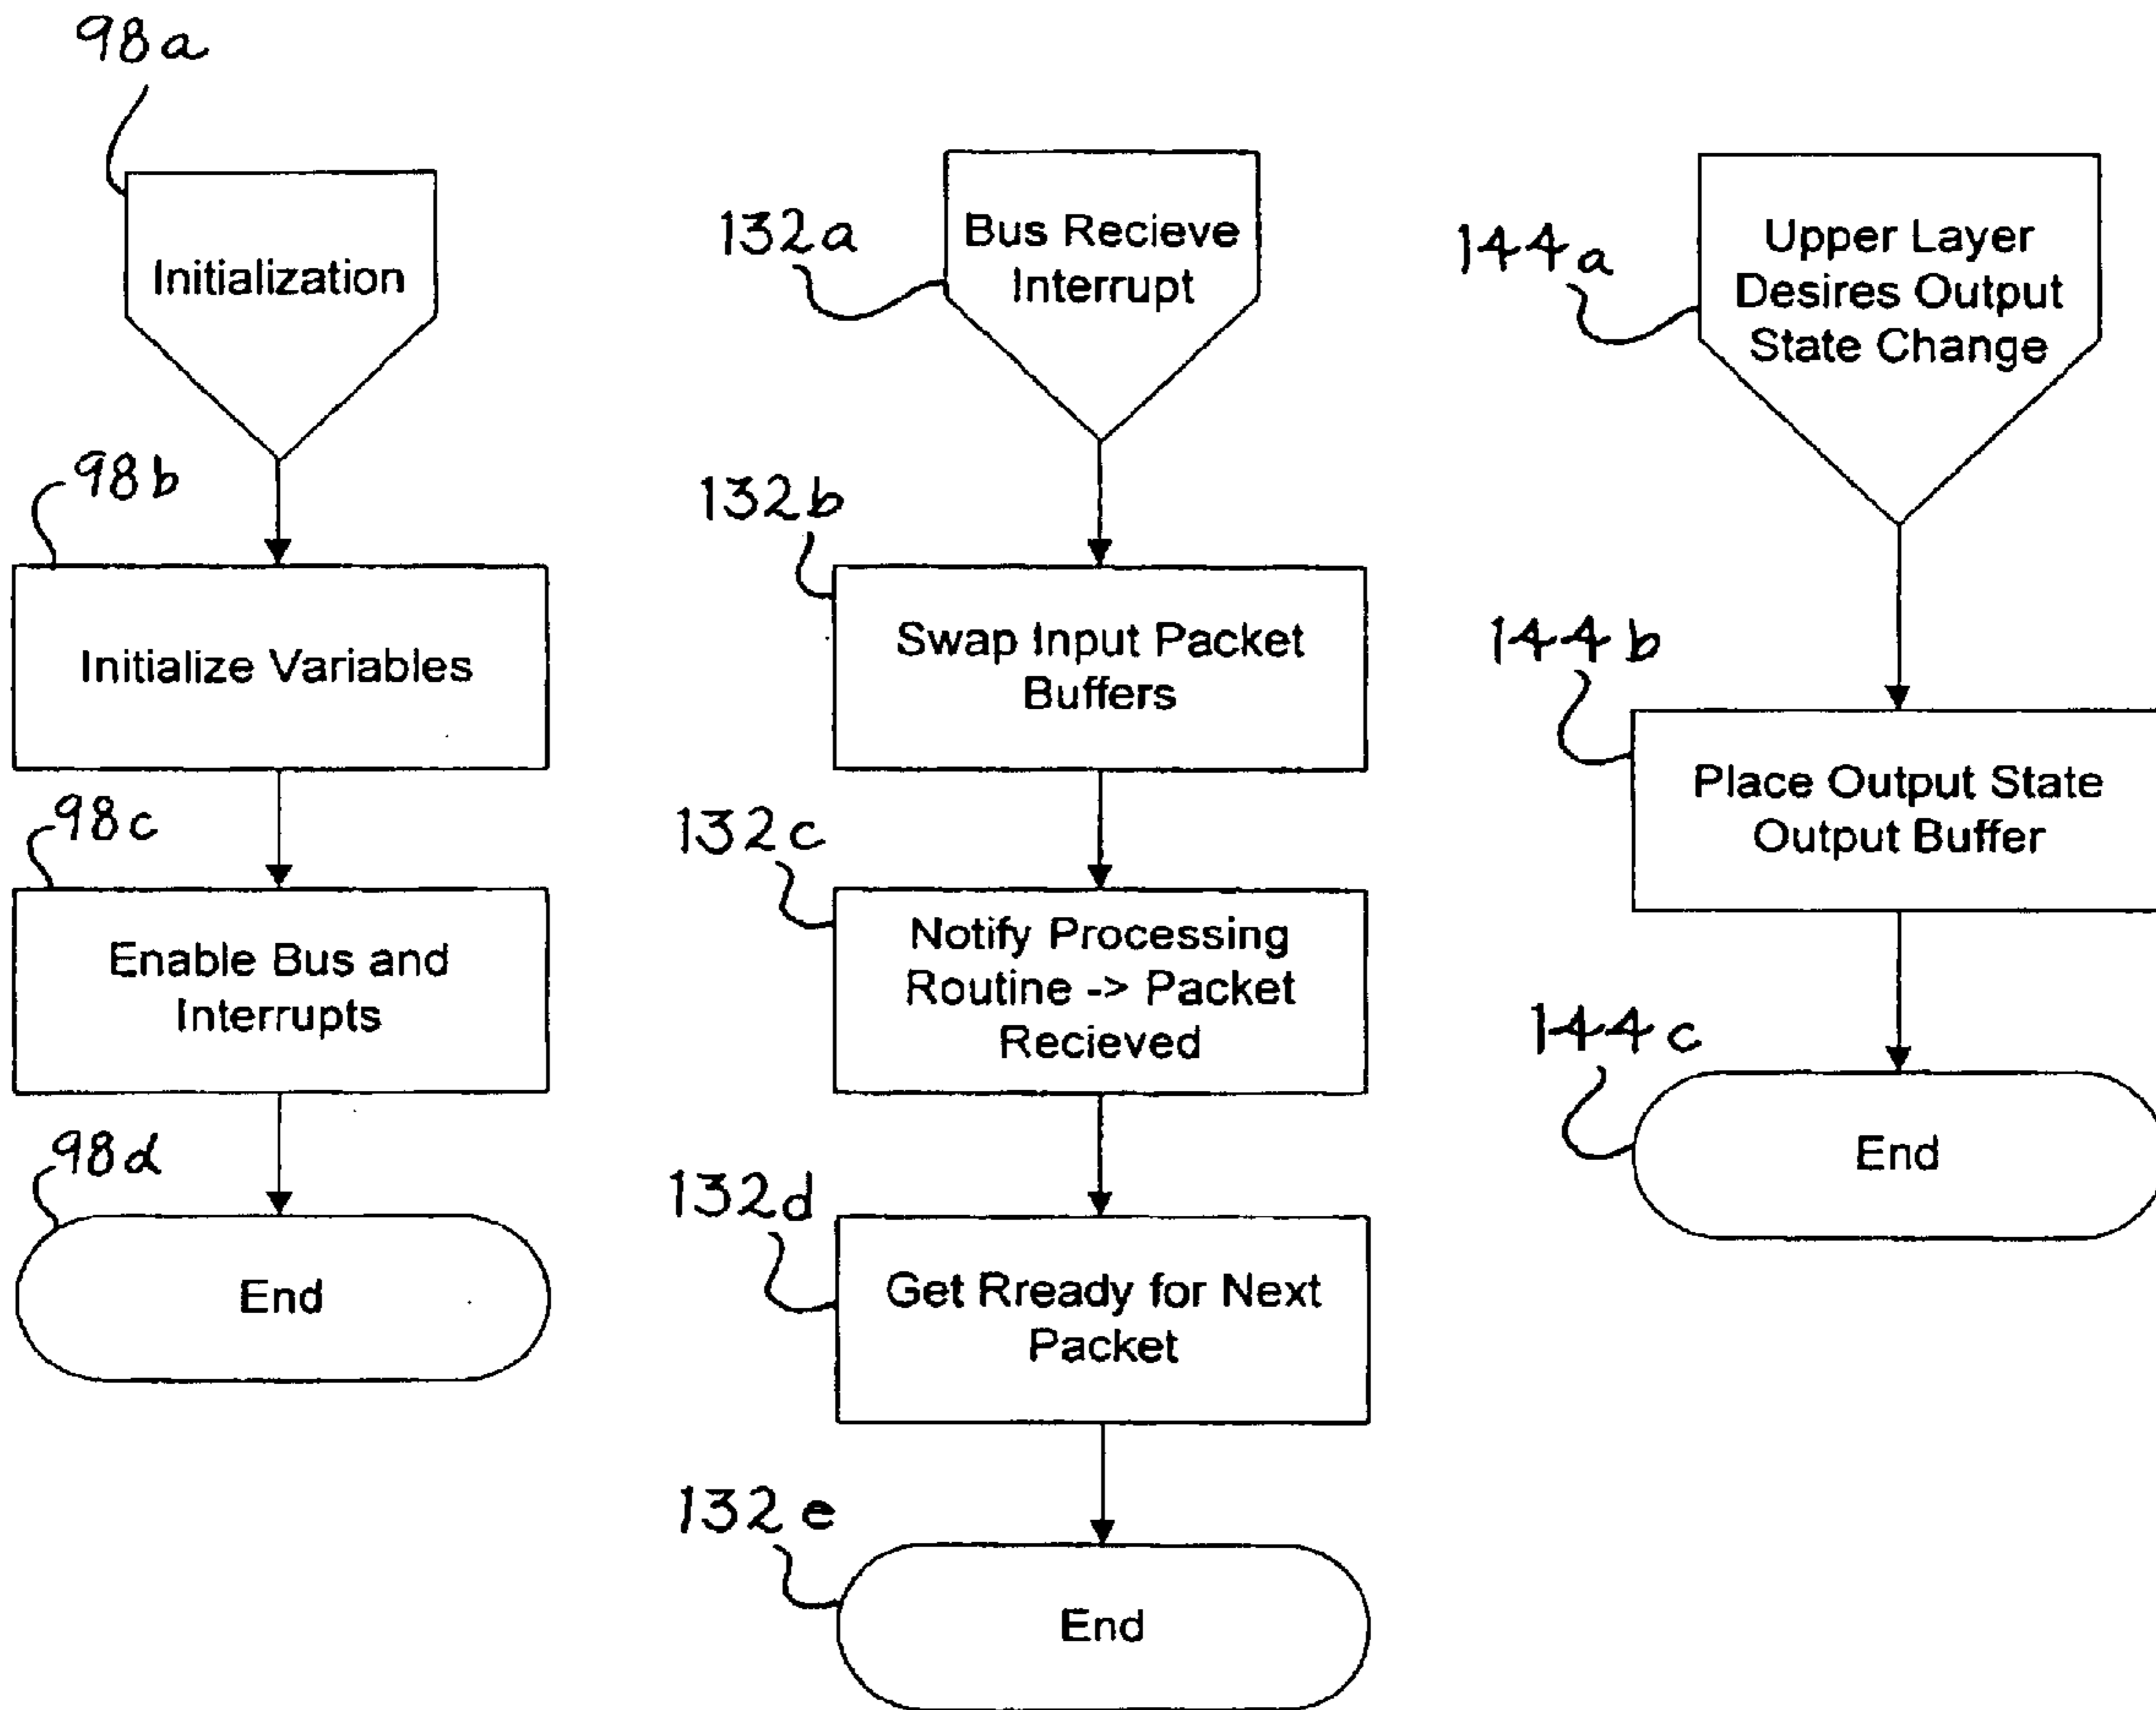 98a
Initialization
98b
Initialize Variables
98c
Enable Bus and
Interrupts
98d
End
132a
Bus Recieve
Interrupt
132b
Swap Input Packet
Buffers
132c
Notify Processing
Routine -> Packet
Recieved
132d
Get Rready for Next
Packet
132e
End
144a
Upper Layer
Desires Output
State Change
144b
Place Output State
Output Buffer
144c
End